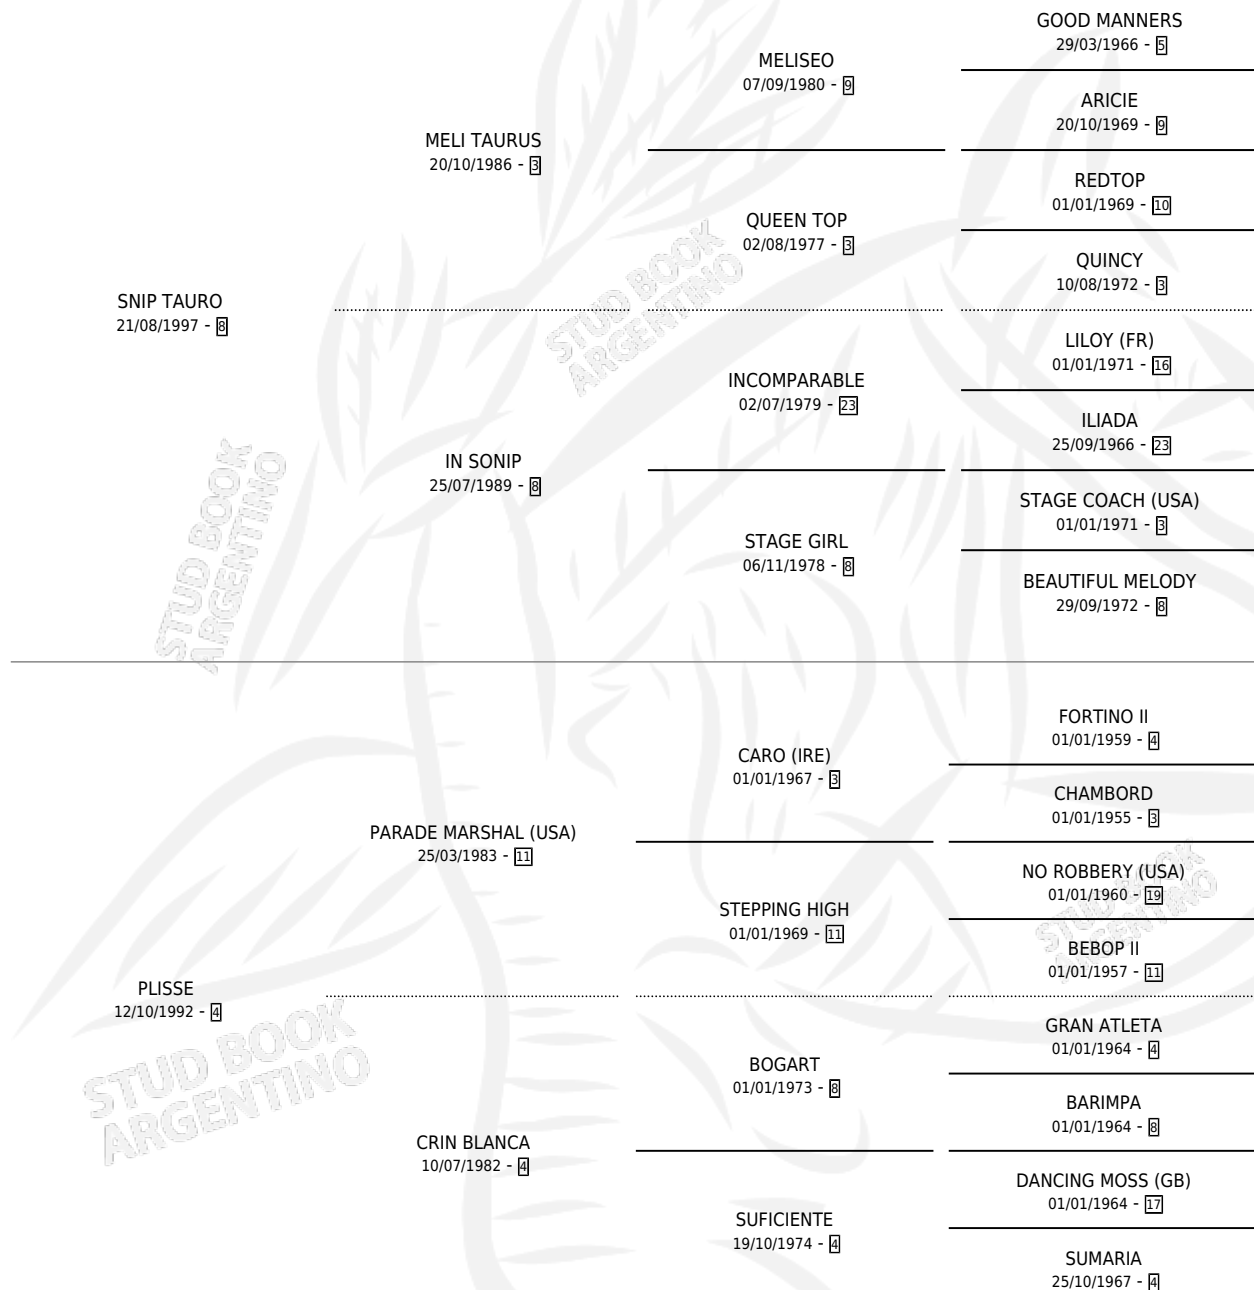 GOOD MANNERS
29/03/1966 - 5
MELISEO
07/09/1980 - 9
ARICIE
20/10/1969 - 9
MELI TAURUS
20/10/1986 - 3
REDTOP
01/01/1969 - 10
QUEEN TOP
02/08/1977 - 3
QUINCY
10/08/1972 - 3
SNIP TAURO
21/08/1997 - 8
LILOY (FR)
01/01/1971 - 16
INCOMPARABLE
02/07/1979 - 23
ILIADA
25/09/1966 - 23
IN SONIP
25/07/1989 - 8
STAGE COACH (USA)
01/01/1971 - 3
STAGE GIRL
06/11/1978 - 8
BEAUTIFUL MELODY
29/09/1972 - 8
STUD BOOK
ARGENTINO
STUD BOOK
ARGENTINO
FORTINO II
01/01/1959 - 4
CARO (IRE)
01/01/1967 - 3
CHAMBORD
01/01/1955 - 3
PARADE MARSHAL (USA)
25/03/1983 - 11
NO ROBBERY (USA)
01/01/1960 - 19
STEPPING HIGH
01/01/1969 - 11
BEBOP II
01/01/1957 - 11
PLISSE
12/10/1992 - 4
GRAN ATLETA
01/01/1964 - 4
BOGART
01/01/1973 - 8
BARIMPA
01/01/1964 - 8
CRIN BLANCA
10/07/1982 - 4
DANCING MOSS (GB)
01/01/1964 - 17
SUFICIENTE
19/10/1974 - 4
SUMARIA
25/10/1967 - 4
STUD BOOK
ARGENTINO
STUD BOOK
ARGENTINO